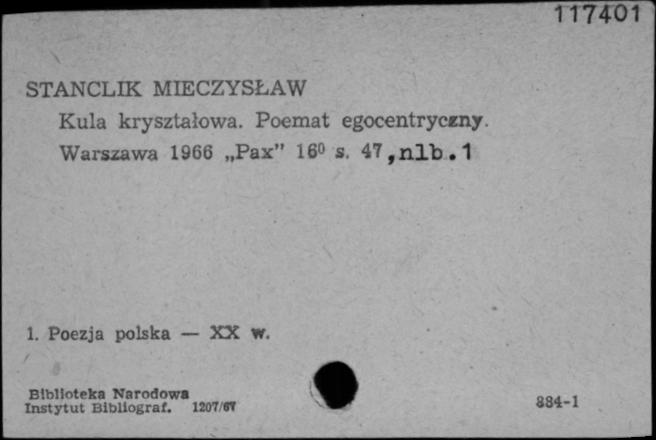 117401
STANCLIK MIECZYSŁAW
Kula kryształowa. Poemat egocentryczny.
Warszawa 1966 „Pax” 16⁰ s. 47,nlb.1
1. Poezja polska — XX w.
Biblioteka Narodowa
Instytut Bibliograf. 1207/67
884-1